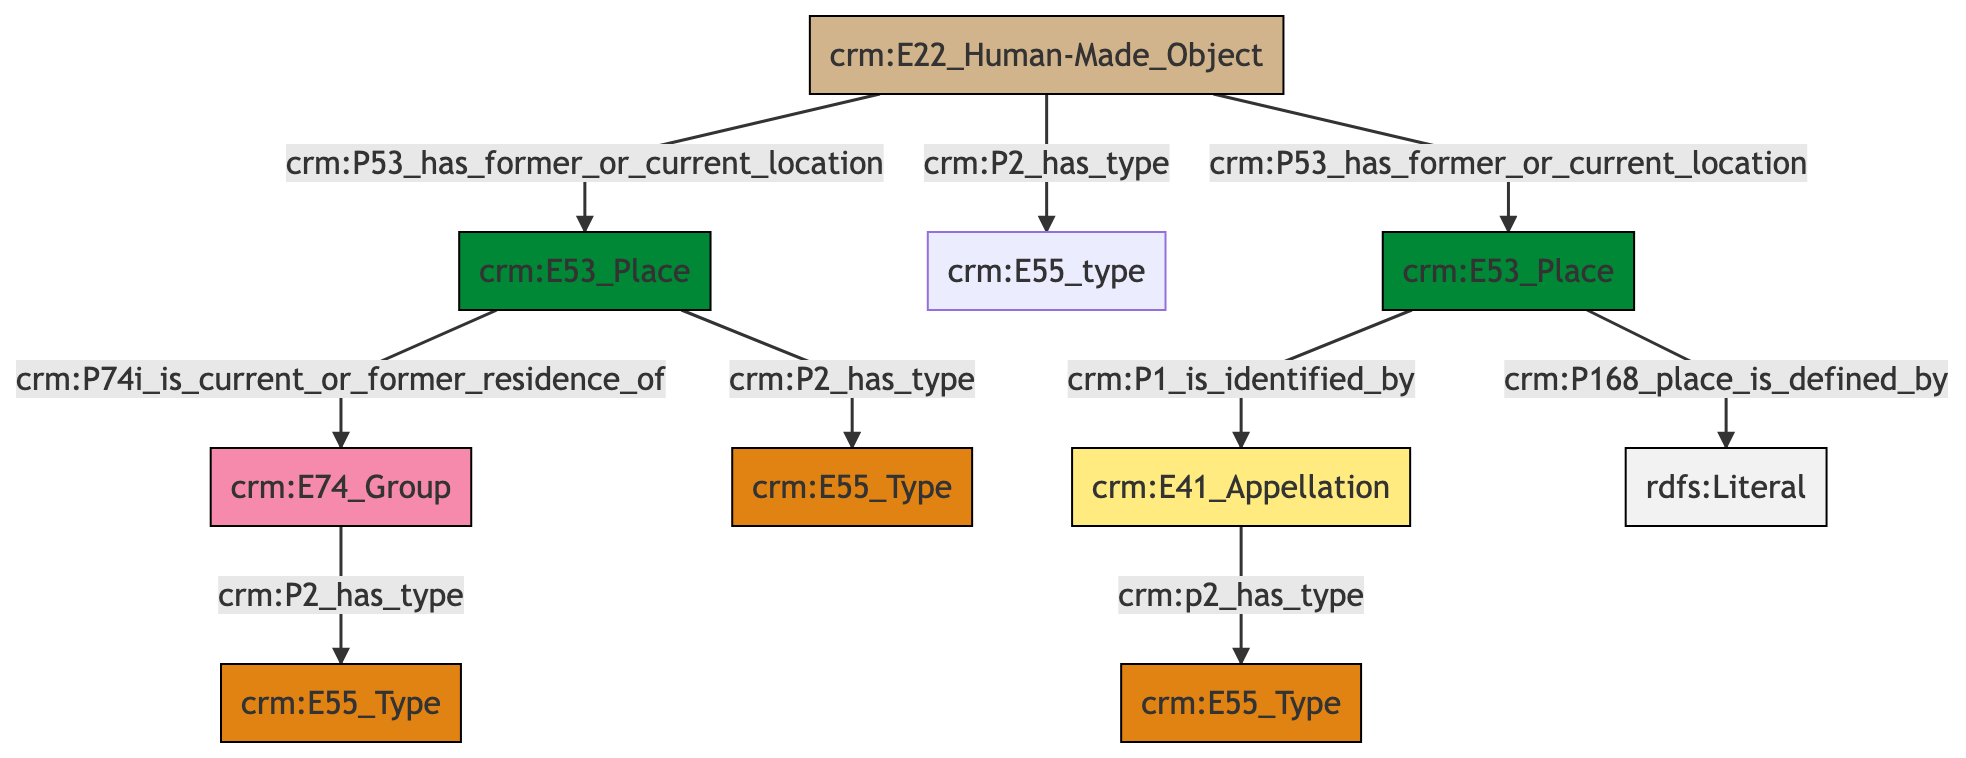 crm:E22_Human-Made_Object
crm:P53_has_former_or_current_location
crm:P2_has_type
crm:P53_has_former_or_current_location
crm:E53_Place
crm:E55_type
crm:E53_Place
crm:P74i_is_current_or_former_residence_of
crm:P2_has_type
crm:P1_is_identified_by
crm:P168_place_is_defined_by
crm:E74_Group
crm:E55_Type
crm:E41_Appellation
rdfs:Literal
crm:P2_has_type
crm:p2_has_type
crm:E55_Type
crm:E55_Type